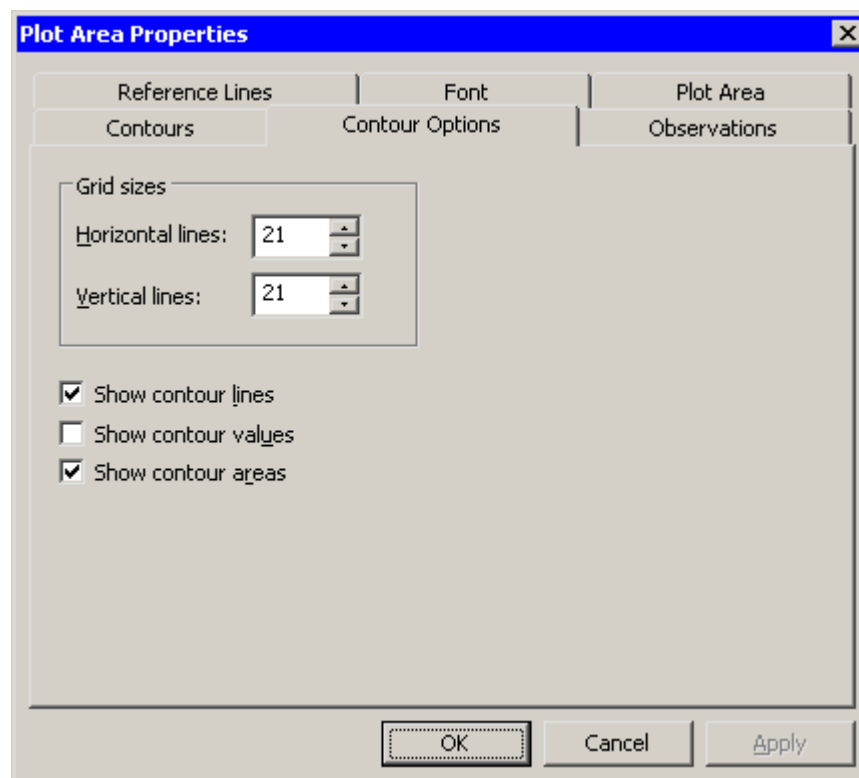 Plot Area Properties
Reference Lines Font Plot Area
Contours Contour Options Observations
Grid sizes
Horizontal lines: 21
Vertical lines: 21
Show contour lines
Show contour values
Show contour areas
OK Cancel Apply